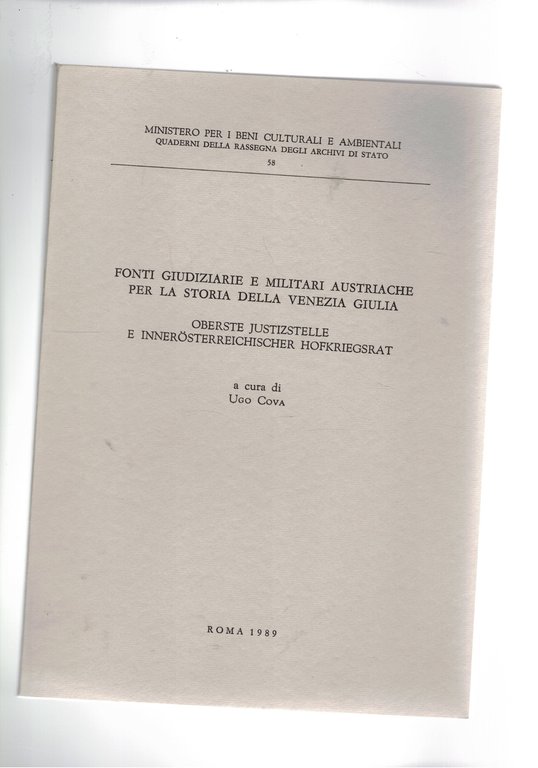 MINISTERO PER I BENI CULTURALI E AMBIENTALI
QUADERNI DELLA RASSEGNA DEGLI ARCHIVI DI STATO
58
FONTI GIUDIZIARIE E MILITARI AUSTRIACHE
PER LA STORIA DELLA VENEZIA GIULIA
OBERSTE JUSTIZSTELLE
E INNERÖSTERREICHISCHER HOFKRIEGSRAT
a cura di
UGO COVA
ROMA 1989